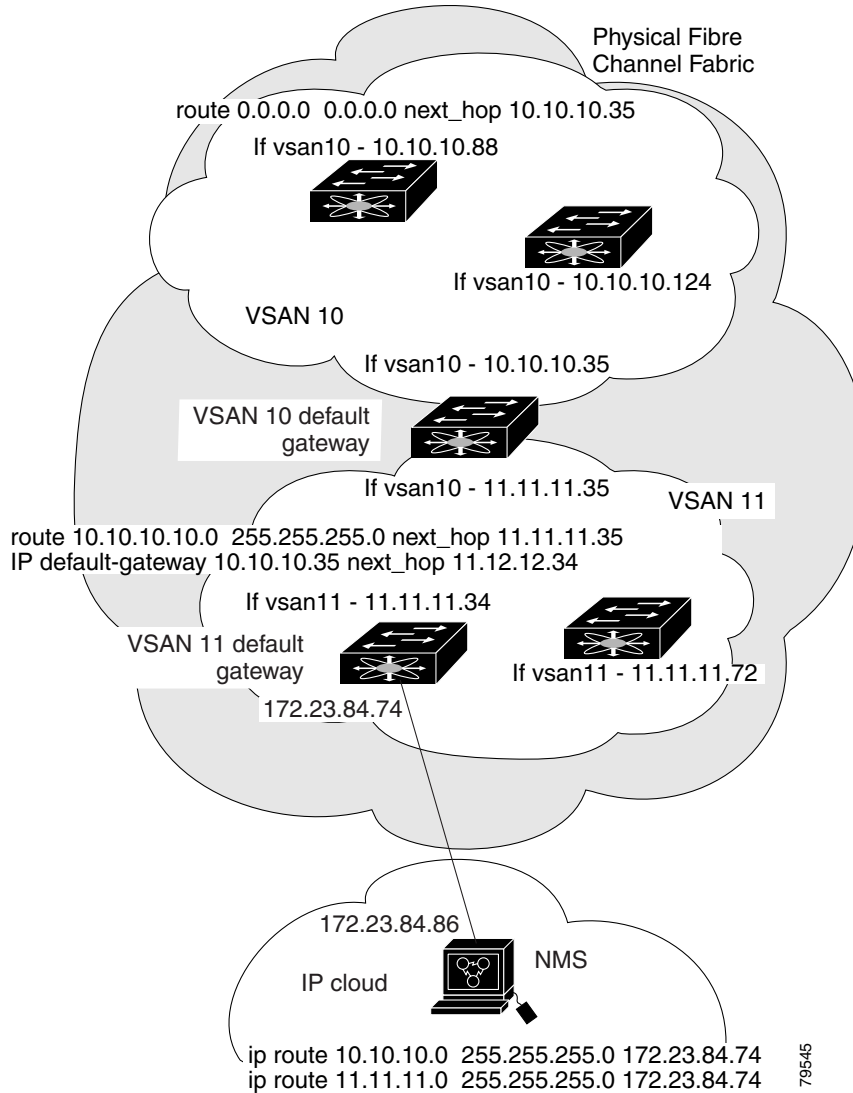 Physical Fibre
Channel Fabric
route 0.0.0.0  0.0.0.0 next_hop 10.10.10.35
If vsan10 - 10.10.10.88
If vsan10 - 10.10.10.124
VSAN 10
If vsan10 - 10.10.10.35
VSAN 10 default
gateway
If vsan10 - 11.11.11.35
VSAN 11
route 10.10.10.10.0  255.255.255.0 next_hop 11.11.11.35
IP default-gateway 10.10.10.35 next_hop 11.12.12.34
If vsan11 - 11.11.11.34
VSAN 11 default
gateway
If vsan11 - 11.11.11.72
172.23.84.74
172.23.84.86
NMS
IP cloud
ip route 10.10.10.0  255.255.255.0 172.23.84.74
ip route 11.11.11.0  255.255.255.0 172.23.84.74
79545